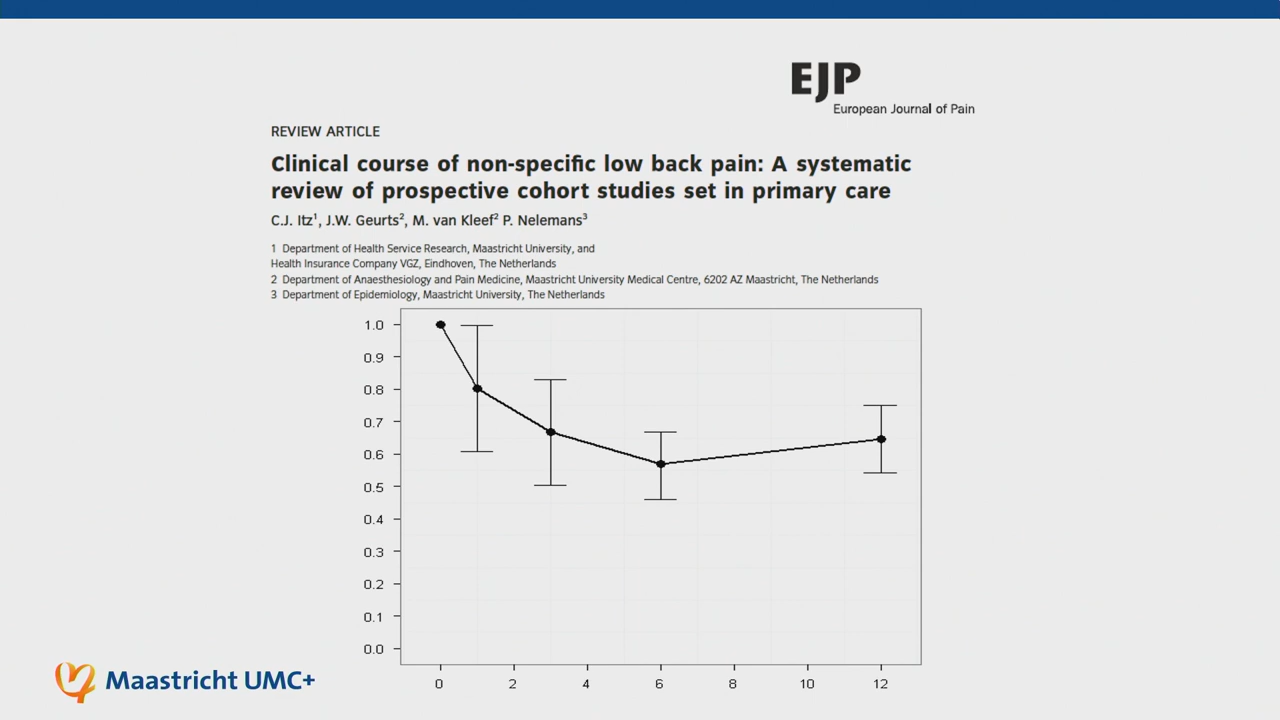 EJP
European Journal of Pain
REVIEW ARTICLE
Clinical course of non-specific low back pain: A systematic
review of prospective cohort studies set in primary care
C.J. Itz¹, J.W. Geurts², M. van Kleef² P. Nelemans³
1 Department of Health Service Research, Maastricht University, and
Health Insurance Company VGZ, Eindhoven, The Netherlands
2 Department of Anaesthesiology and Pain Medicine, Maastricht University Medical Centre, 6202 AZ Maastricht, The Netherlands
3 Department of Epidemiology, Maastricht University, The Netherlands
1.0
0.9
0.8
0.7
0.6
0.5
0.4
0.3
0.2
0.1
0.0
0 2 4 6 8 10 12
Maastricht UMC+